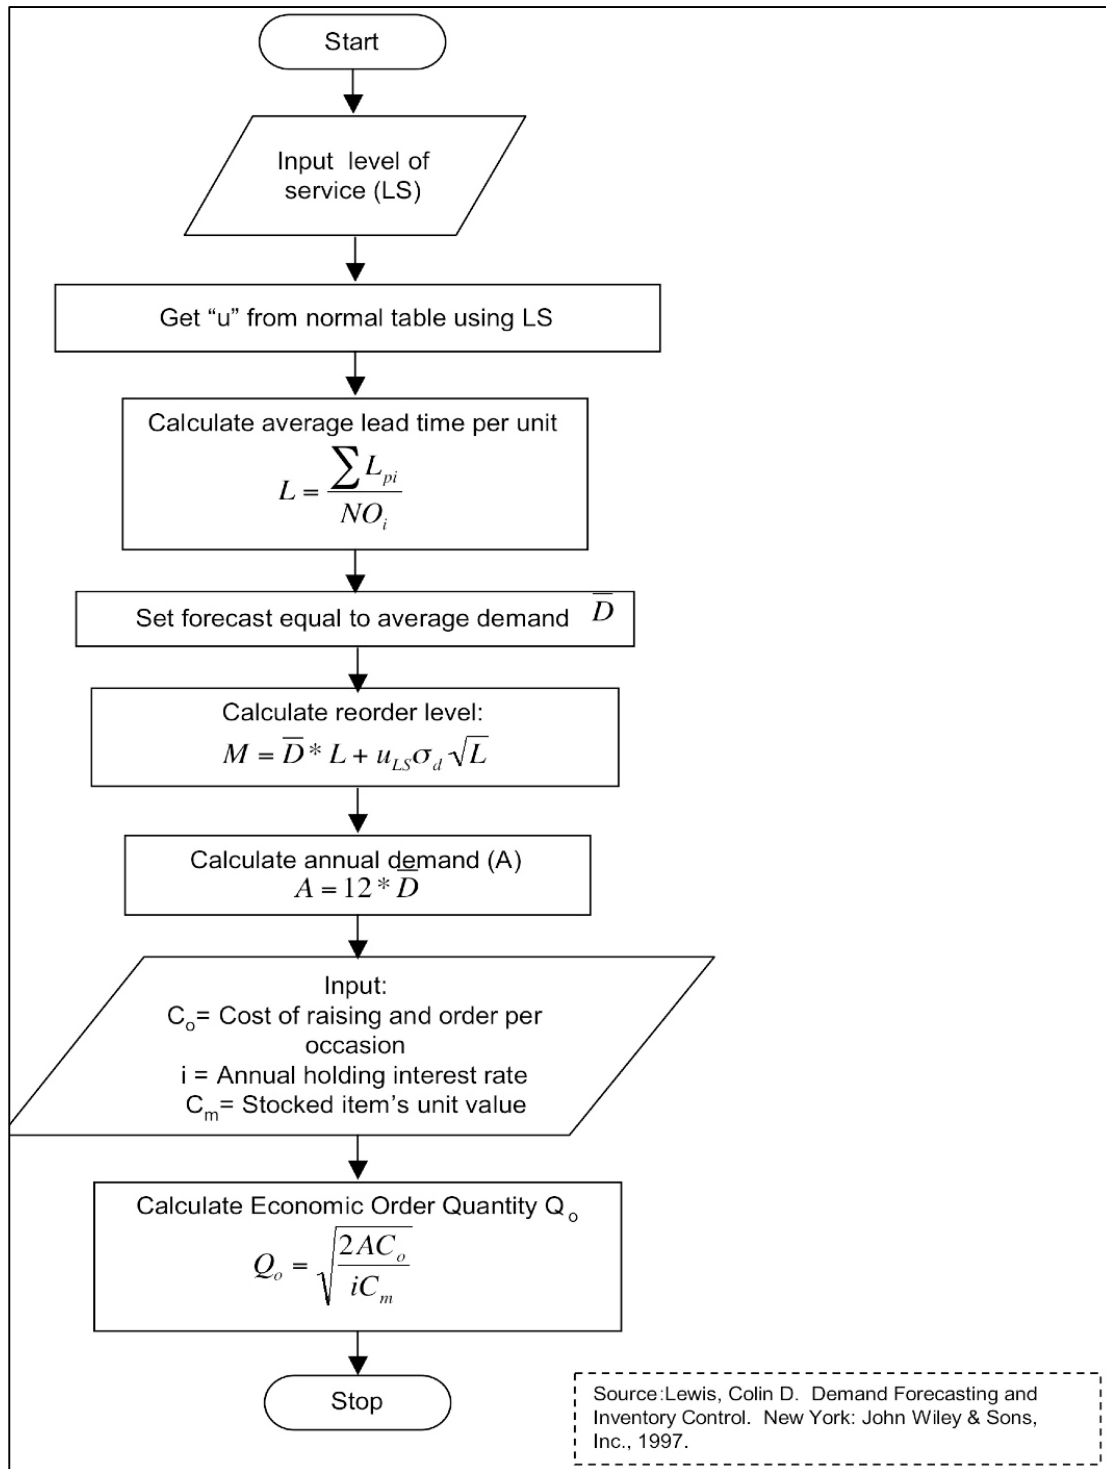 Start
Input level of
service (LS)
Get “u” from normal table using LS
Calculate average lead time per unit
L = ∑ L_pi / NO_i
Set forecast equal to average demand D̅
Calculate reorder level:
M = D̅ * L + u_LS σ_d √L
Calculate annual demand (A)
A = 12 * D̅
Input:
C_o= Cost of raising and order per
occasion
i = Annual holding interest rate
C_m= Stocked item’s unit value
Calculate Economic Order Quantity Q_o
Q_o = √(2AC_o / iC_m)
Stop
Source:Lewis, Colin D. Demand Forecasting and
Inventory Control. New York: John Wiley & Sons,
Inc., 1997.